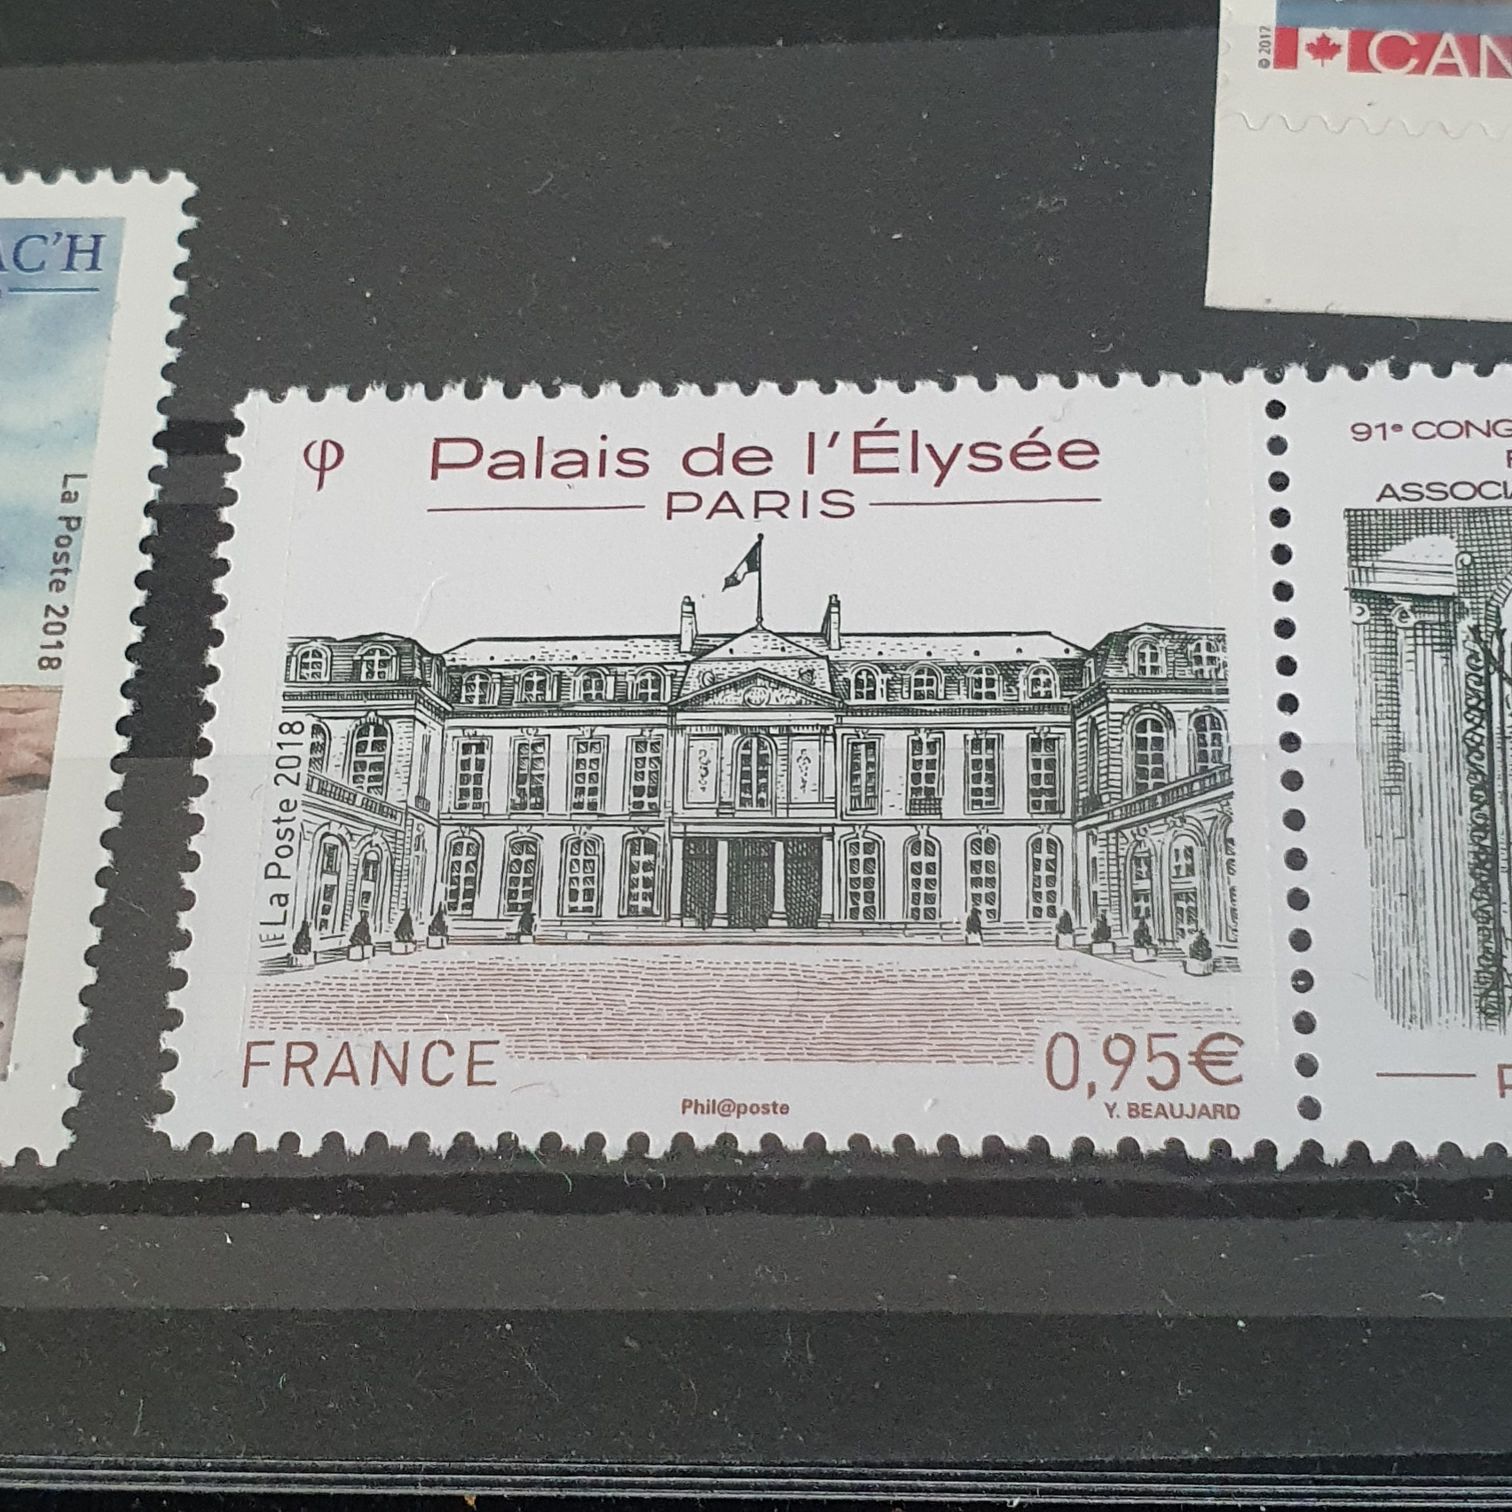 © 2017
CAN
AC'H
La Poste 2018
φ
Palais de l'Élysée
PARIS
La Poste 2018
FRANCE
0,95€
Phil@poste
Y. BEAUJARD
91e CONG
ASSOCI